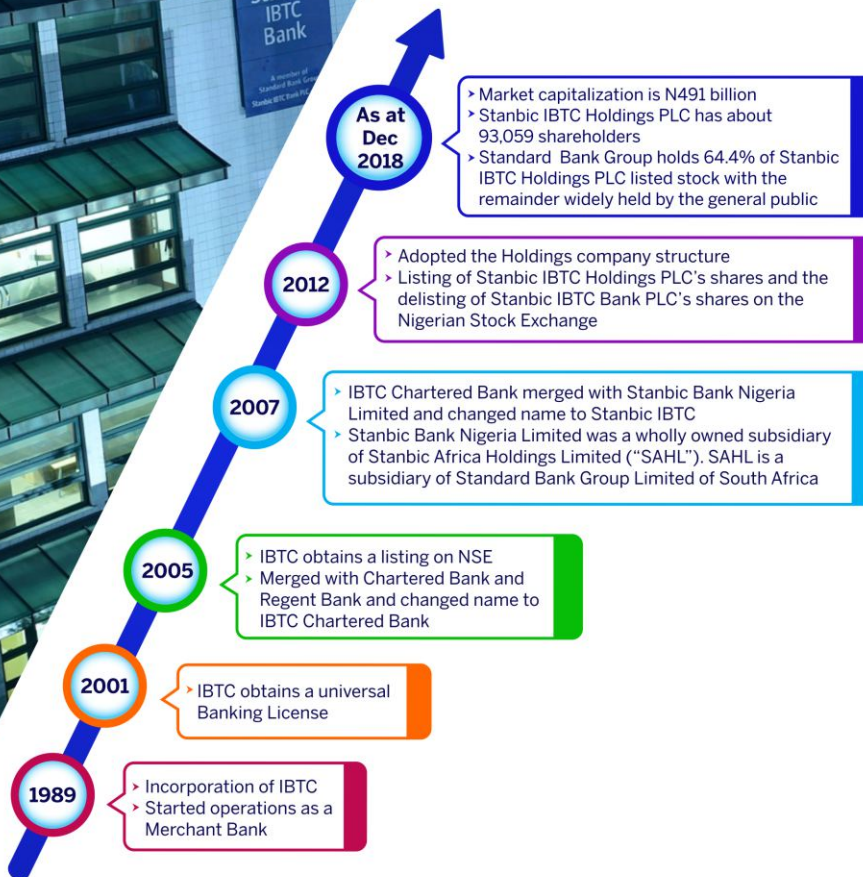 IBTC
Bank
A member of
Standard Bank Group
Stanbic IBTC Bank PLC
As at
Dec
2018
➤ Market capitalization is N491 billion
➤ Stanbic IBTC Holdings PLC has about
93,059 shareholders
➤ Standard Bank Group holds 64.4% of Stanbic
IBTC Holdings PLC listed stock with the
remainder widely held by the general public
2012
➤ Adopted the Holdings company structure
➤ Listing of Stanbic IBTC Holdings PLC’s shares and the
delisting of Stanbic IBTC Bank PLC’s shares on the
Nigerian Stock Exchange
2007
➤ IBTC Chartered Bank merged with Stanbic Bank Nigeria
Limited and changed name to Stanbic IBTC
➤ Stanbic Bank Nigeria Limited was a wholly owned subsidiary
of Stanbic Africa Holdings Limited (“SAHL”). SAHL is a
subsidiary of Standard Bank Group Limited of South Africa
2005
➤ IBTC obtains a listing on NSE
➤ Merged with Chartered Bank and
Regent Bank and changed name to
IBTC Chartered Bank
2001
➤ IBTC obtains a universal
Banking License
1989
➤ Incorporation of IBTC
➤ Started operations as a
Merchant Bank